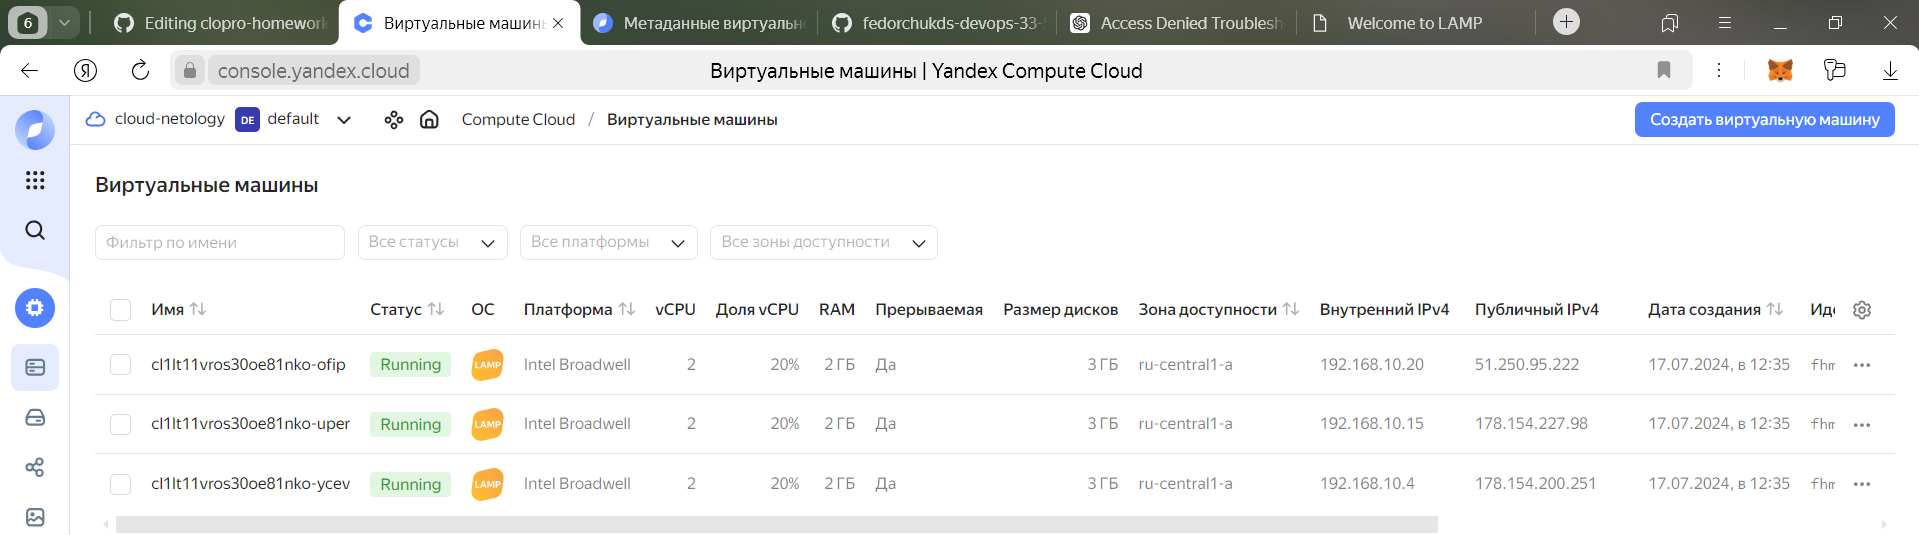 6 Editing clopro-homework Виртуальные машины Метаданные виртуальн fedorchukds-devops-33- Access Denied Troublesh Welcome to LAMP
console.yandex.cloud Виртуальные машины | Yandex Compute Cloud
cloud-netology DE default Compute Cloud / Виртуальные машины Создать виртуальную машину
Виртуальные машины
Фильтр по имени Все статусы Все платформы Все зоны доступности
Имя Статус ОС Платформа vCPU Доля vCPU RAM Прерываемая Размер дисков Зона доступности Внутренний IPv4 Публичный IPv4 Дата создания Иде
cl1lt11vros30oe81nko-ofip Running LAMP Intel Broadwell 2 20% 2 ГБ Да 3 ГБ ru-central1-a 192.168.10.20 51.250.95.222 17.07.2024, в 12:35 fhm
cl1lt11vros30oe81nko-uper Running LAMP Intel Broadwell 2 20% 2 ГБ Да 3 ГБ ru-central1-a 192.168.10.15 178.154.227.98 17.07.2024, в 12:35 fhm
cl1lt11vros30oe81nko-ycev Running LAMP Intel Broadwell 2 20% 2 ГБ Да 3 ГБ ru-central1-a 192.168.10.4 178.154.200.251 17.07.2024, в 12:35 fhm